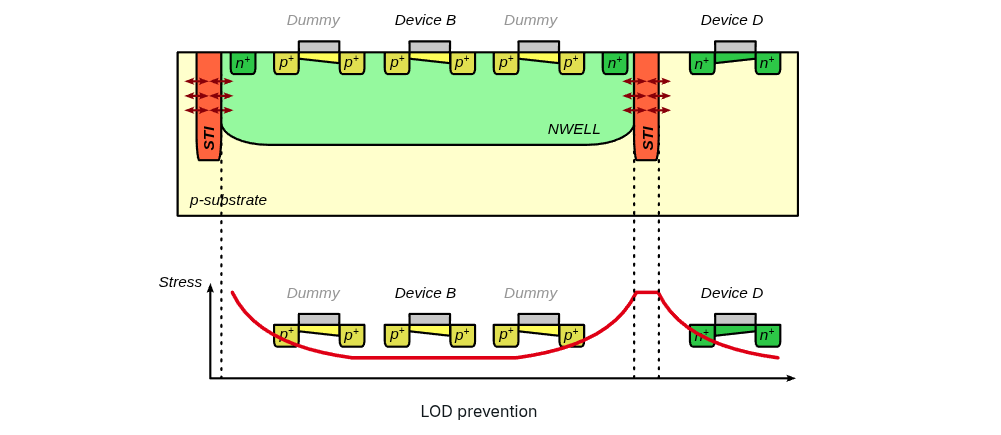 Dummy Device B Dummy Device D
n+ p+ p+ p+ p+ p+ p+ n+ n+ n+
STI NWELL STI
p-substrate
Stress Dummy Device B Dummy Device D
p+ p+ p+ p+ p+ p+ n+ n+
LOD prevention